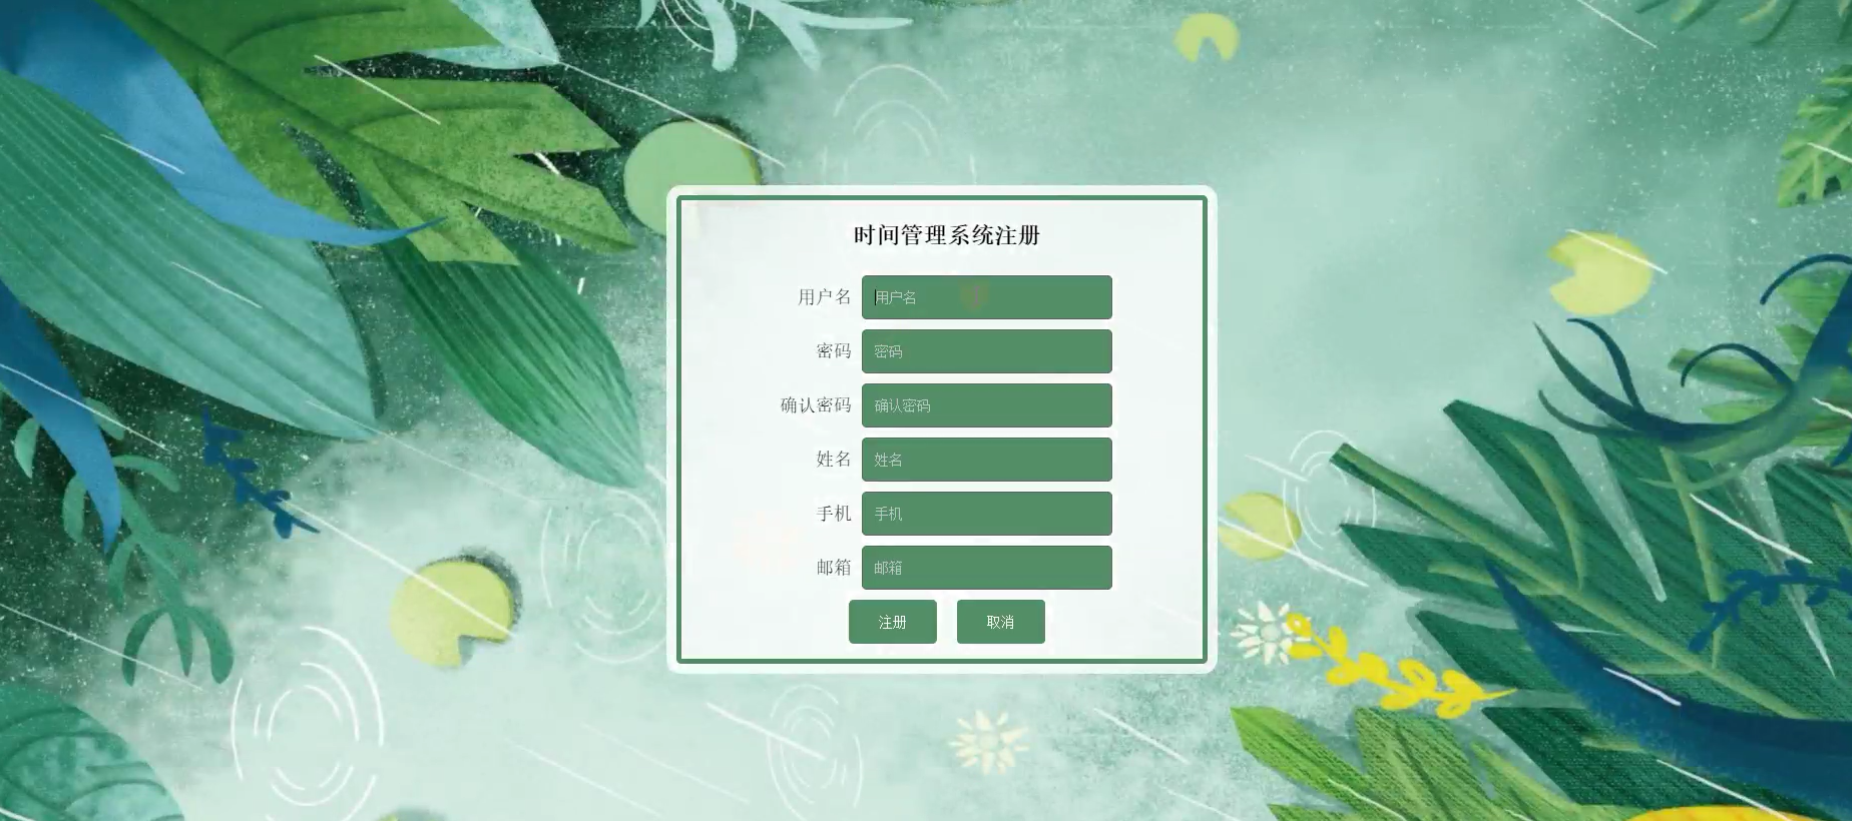 时间管理系统注册
用户名 用户名
密码 密码
确认密码 确认密码
姓名 姓名
手机 手机
邮箱 邮箱
注册 取消